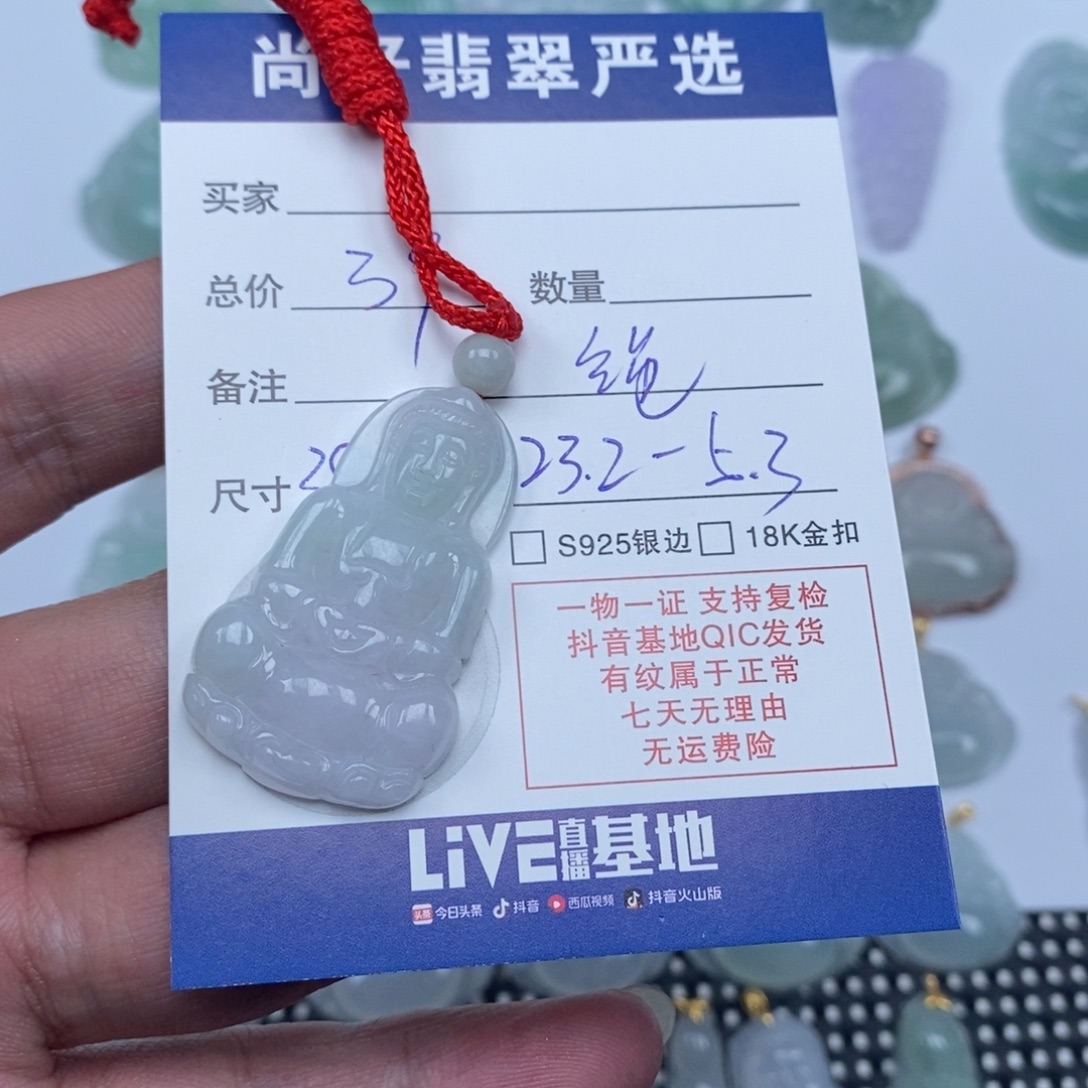 尚 翡翠严选
买家
总价 3 数量
备注 绳
尺寸 23.2-5.3
S925银边 18K金扣
一物一证 支持复检
抖音基地QIC发货
有纹属于正常
七天无理由
无运费险
LiVE直播基地
头条 今日头条 抖音 西瓜视频 抖音火山版